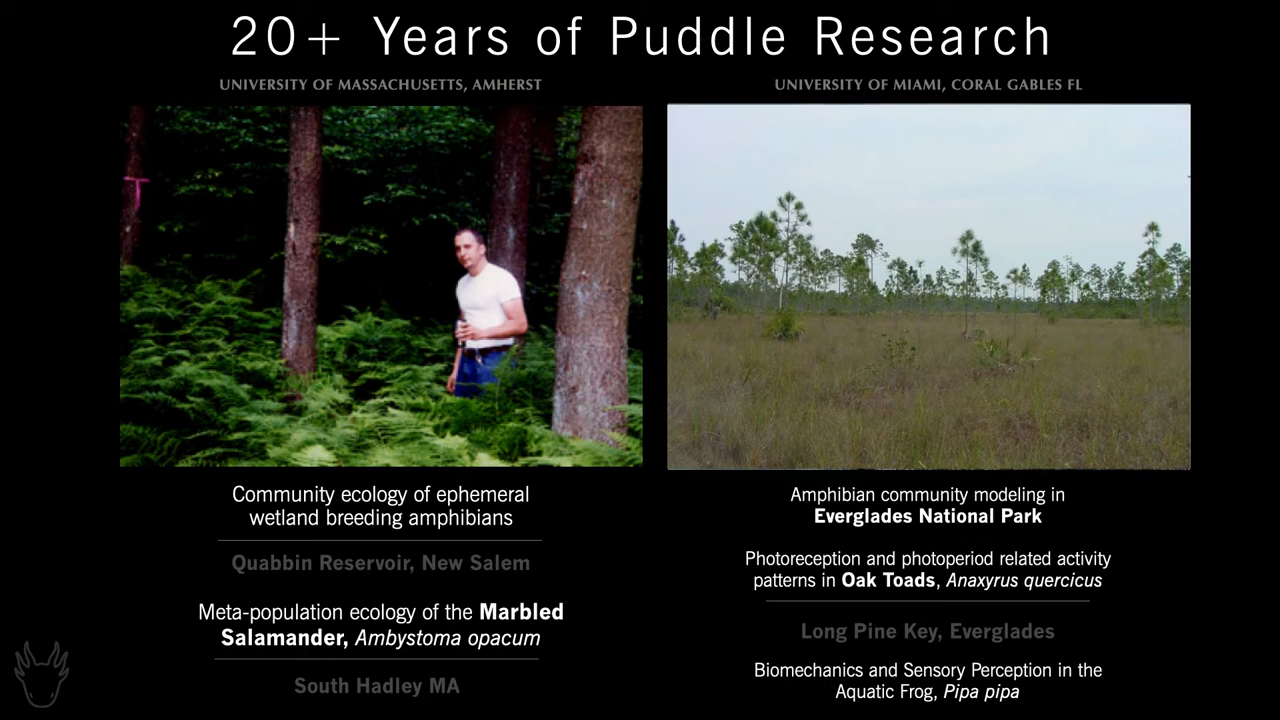 20+ Years of Puddle Research
UNIVERSITY OF MASSACHUSETTS, AMHERST
Community ecology of ephemeral
wetland breeding amphibians
Quabbin Reservoir, New Salem
Meta-population ecology of the Marbled
Salamander, Ambystoma opacum
South Hadley MA
UNIVERSITY OF MIAMI, CORAL GABLES FL
Amphibian community modeling in
Everglades National Park
Photoreception and photoperiod related activity
patterns in Oak Toads, Anaxyrus quercicus
Long Pine Key, Everglades
Biomechanics and Sensory Perception in the
Aquatic Frog, Pipa pipa